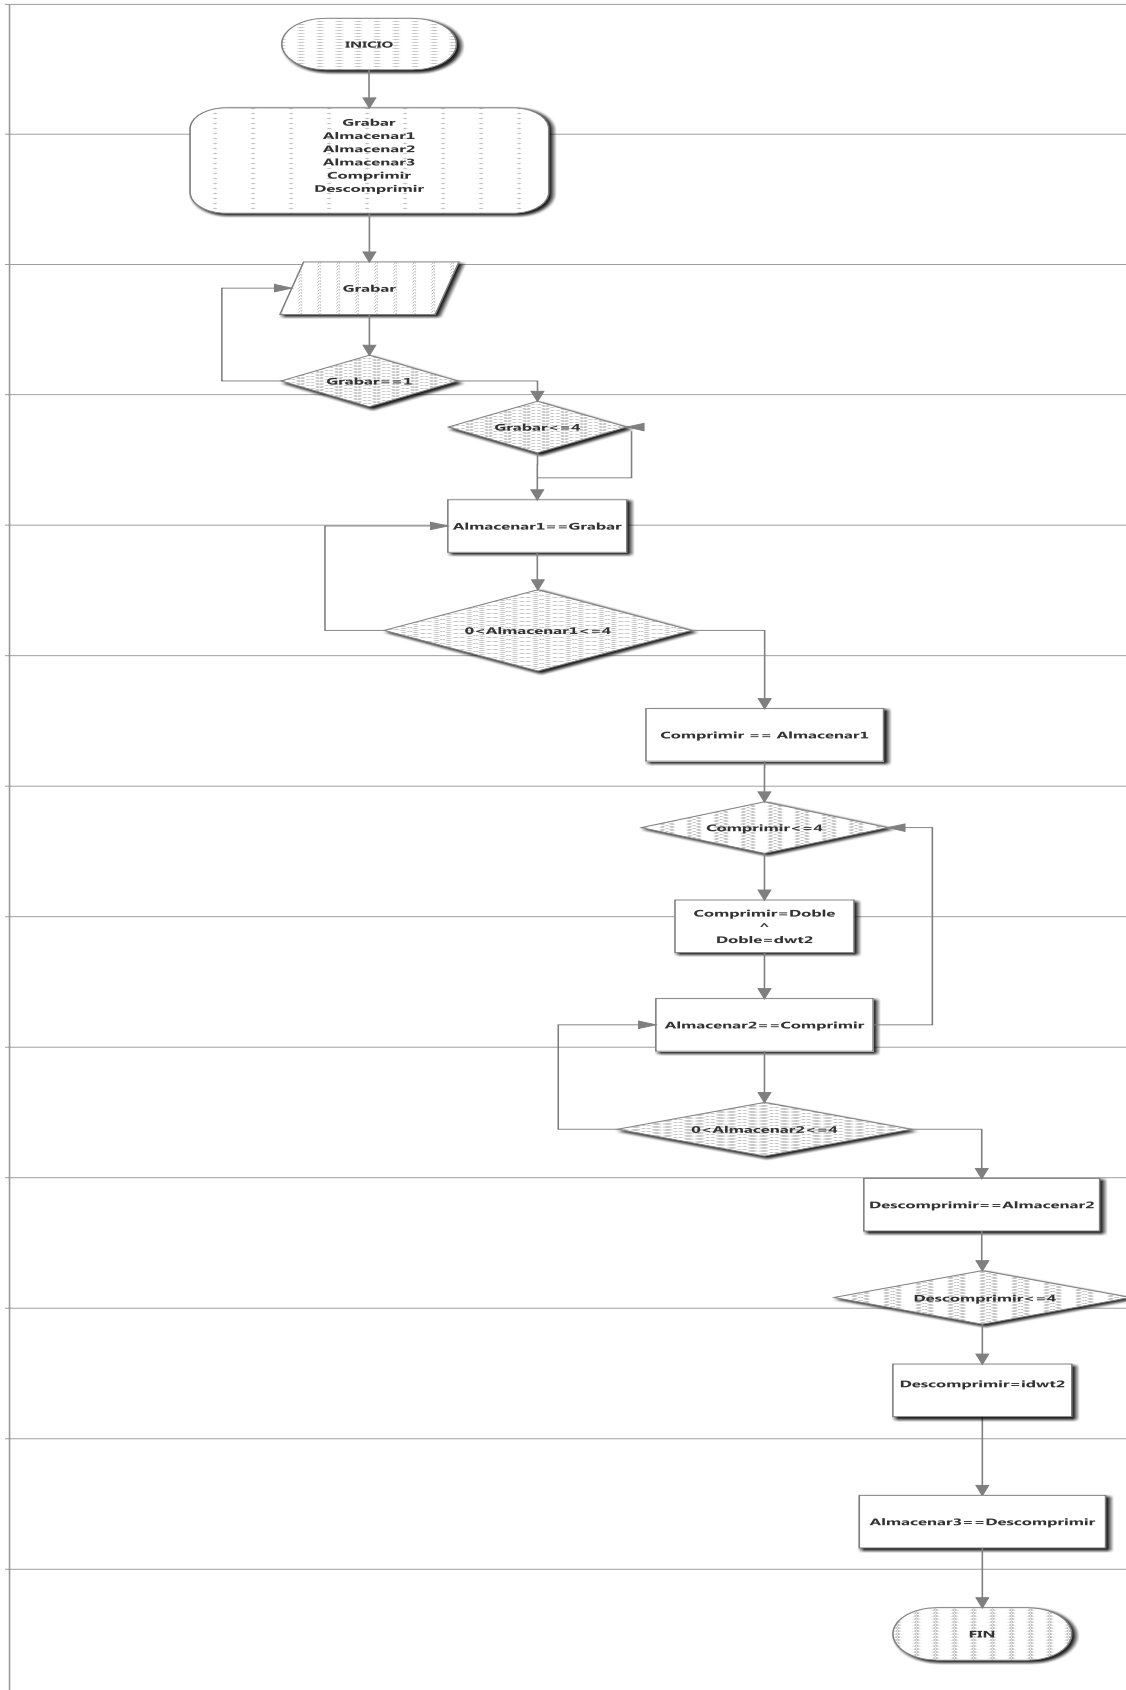 INICIO
Grabar
Almacenar1
Almacenar2
Almacenar3
Comprimir
Descomprimir
Grabar
Grabar==1
Grabar<=4
Almacenar1==Grabar
0<Almacenar1<=4
Comprimir == Almacenar1
Comprimir<=4
Comprimir=Doble
^
Doble=dwt2
Almacenar2==Comprimir
0<Almacenar2<=4
Descomprimir==Almacenar2
Descomprimir<=4
Descomprimir=idwt2
Almacenar3==Descomprimir
FIN